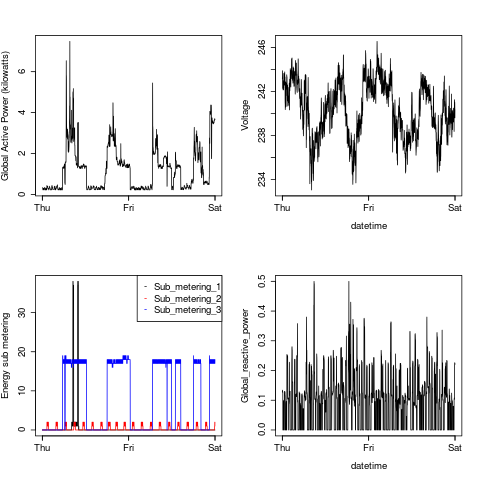 Global Active Power (kilowatts)
0
2
4
6
Thu
Fri
Sat
Voltage
234
238
242
246
Thu
Fri
Sat
datetime
Energy sub metering
0
10
20
30
Sub_metering_1
Sub_metering_2
Sub_metering_3
Thu
Fri
Sat
Global_reactive_power
0.0
0.1
0.2
0.3
0.4
0.5
Thu
Fri
Sat
datetime